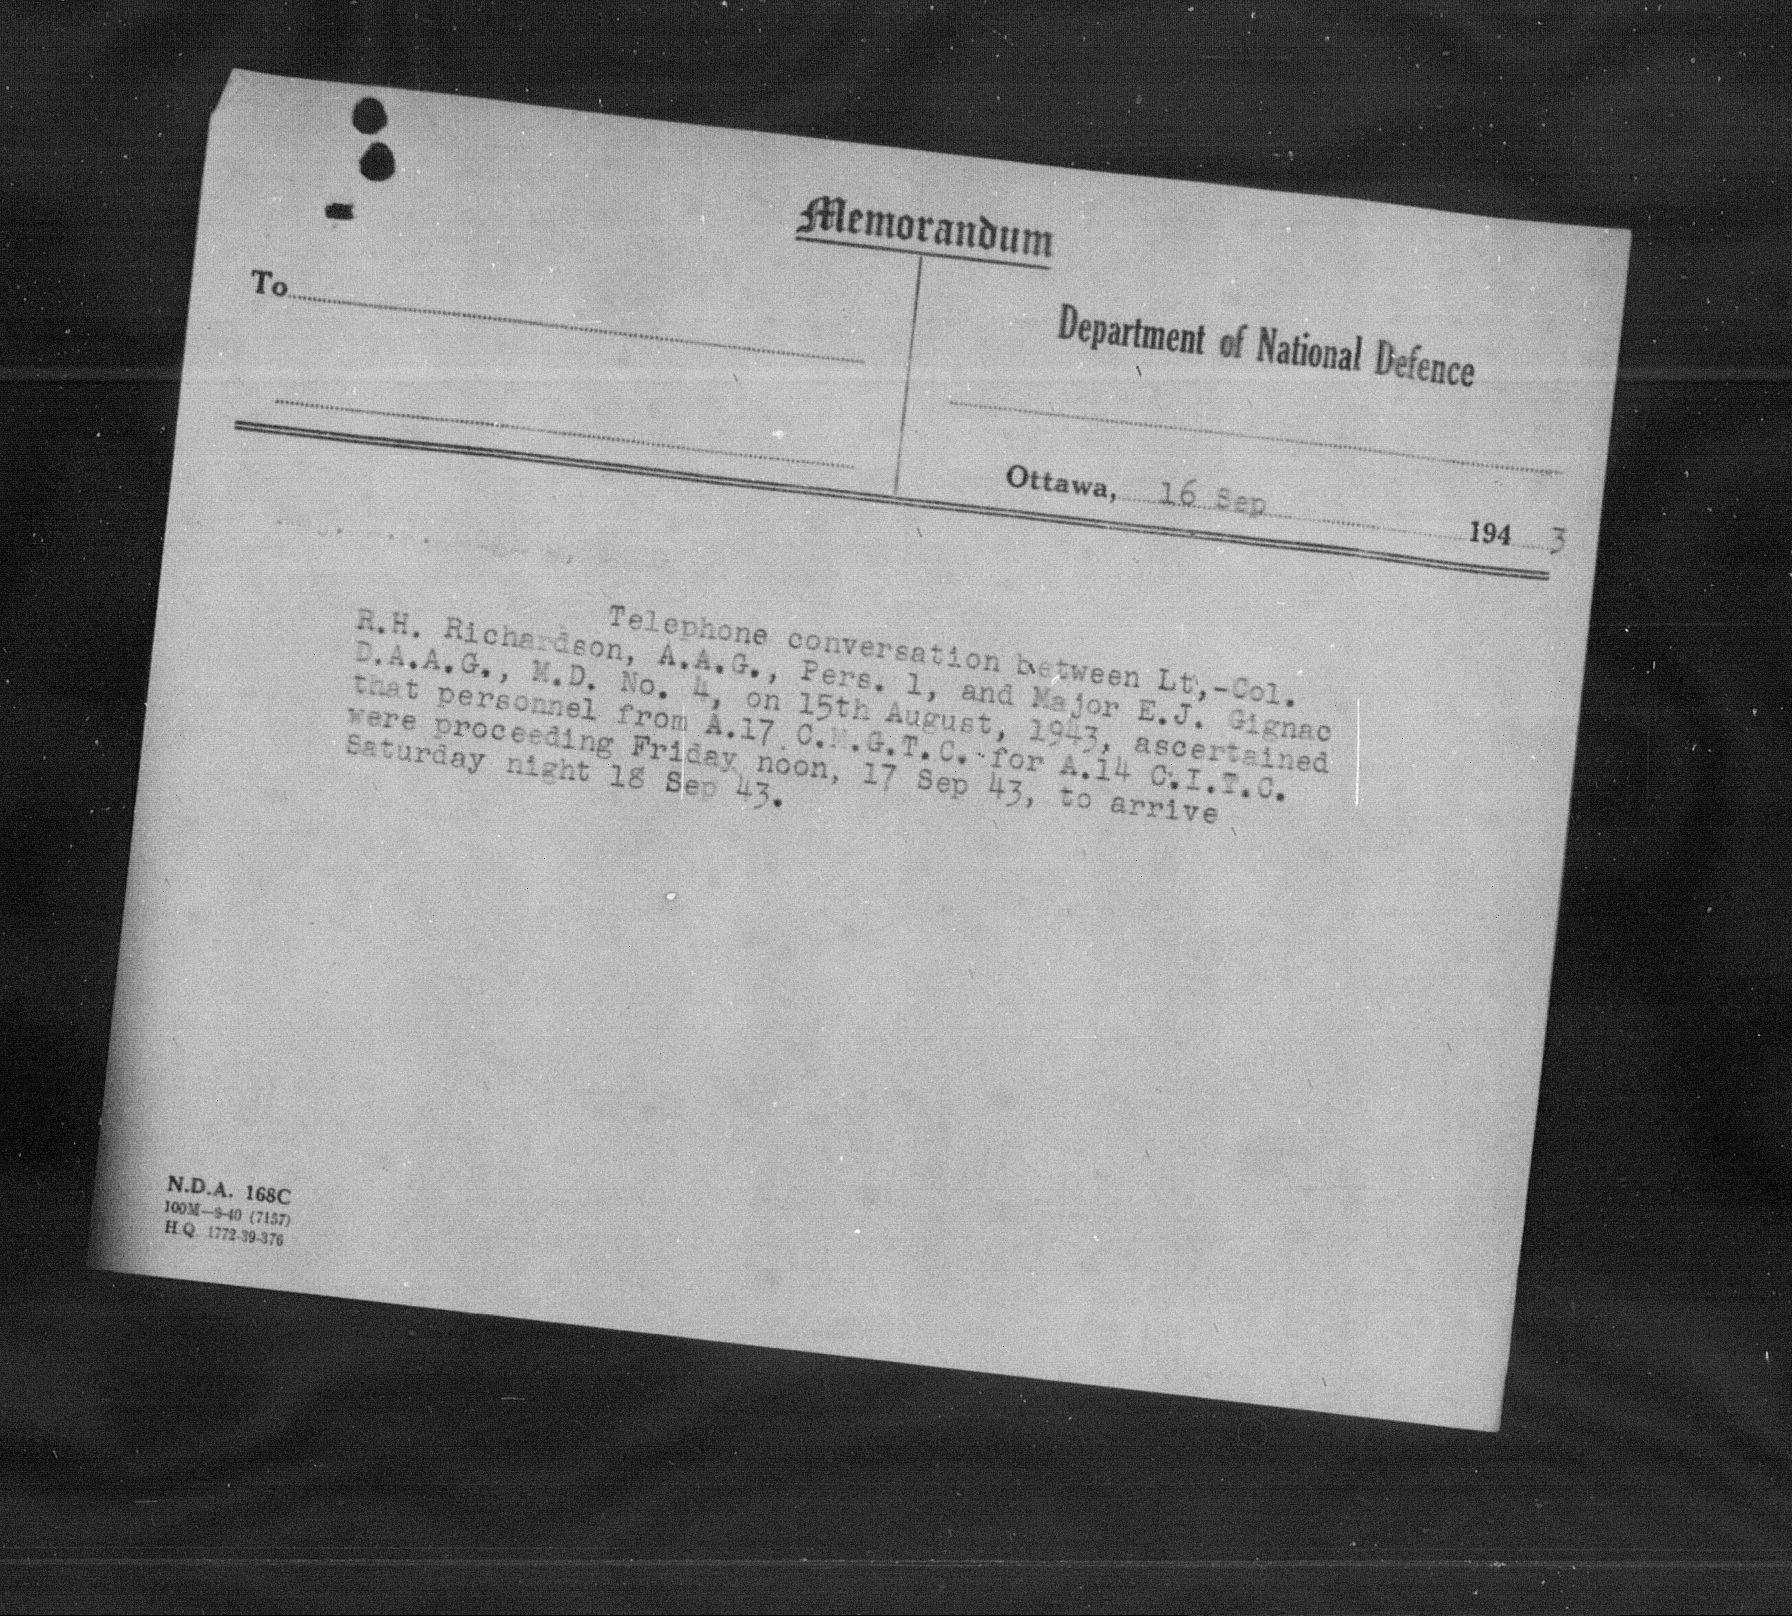 Memorandum
To
Department of National Defence
Ottawa, 16 Sep 194 3
Telephone conversation between Lt,-Col.
R.H. Richardson, A.A.G., Pers. 1, and Major E.J. Gignac
D.A.A.G., M.D. No. 4, on 15th August, 1943, ascertained
that personnel from A.17 C.M.G.T.C. for A.14 C.I.T.C.
were proceeding Friday noon, 17 Sep 43, to arrive
Saturday night 18 Sep 43.
N.D.A. 168C
100M—9-40 (7157)
H.Q. 1772-39-376